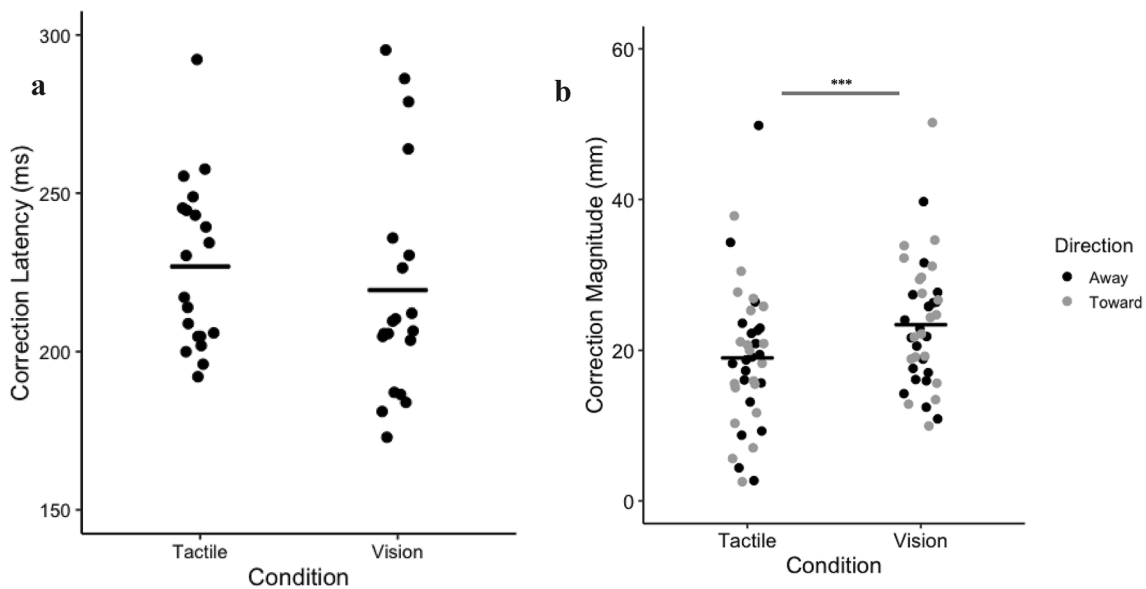 a
Correction Latency (ms)
300
250
200
150
Tactile
Vision
Condition
b
Correction Magnitude (mm)
60
40
20
0
***
Tactile
Vision
Condition
Direction
Away
Toward